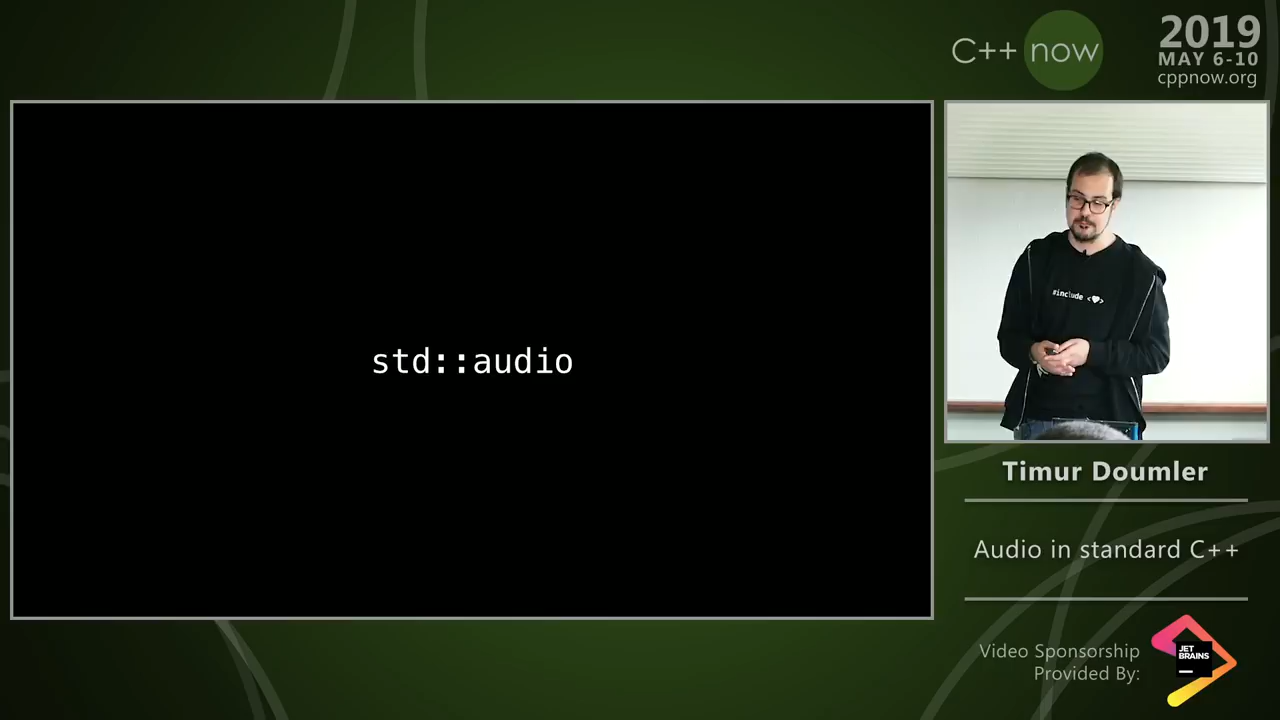 C++ now
2019
MAY 6-10
cppnow.org
std::audio
#include <♥>
Timur Doumler
Audio in standard C++
Video Sponsorship
Provided By:
JET
BRAINS